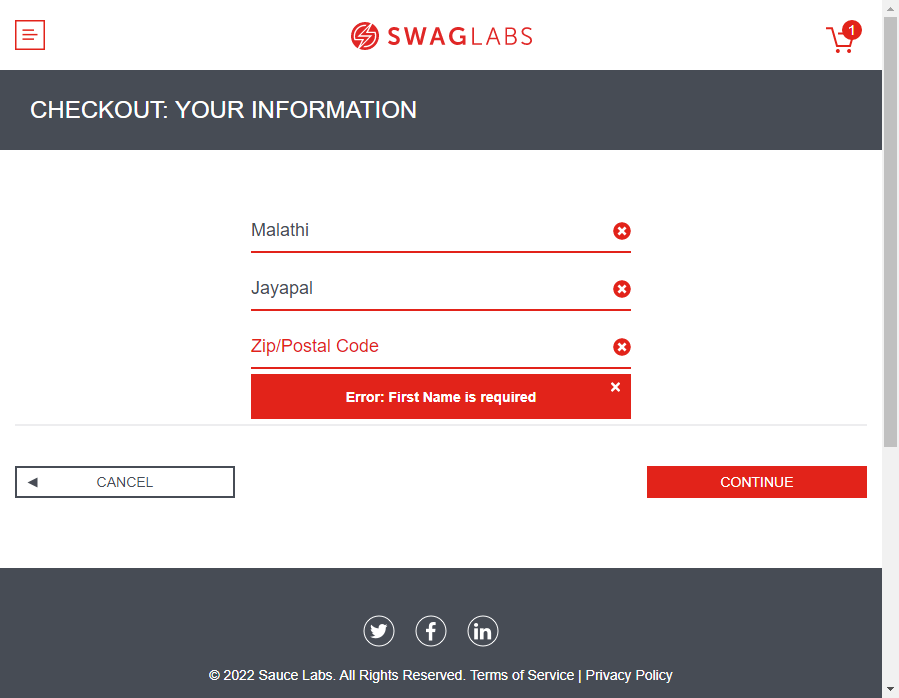 SWAGLABS
1
CHECKOUT: YOUR INFORMATION
Malathi
Jayapal
Zip/Postal Code
Error: First Name is required
CANCEL
CONTINUE
© 2022 Sauce Labs. All Rights Reserved. Terms of Service | Privacy Policy